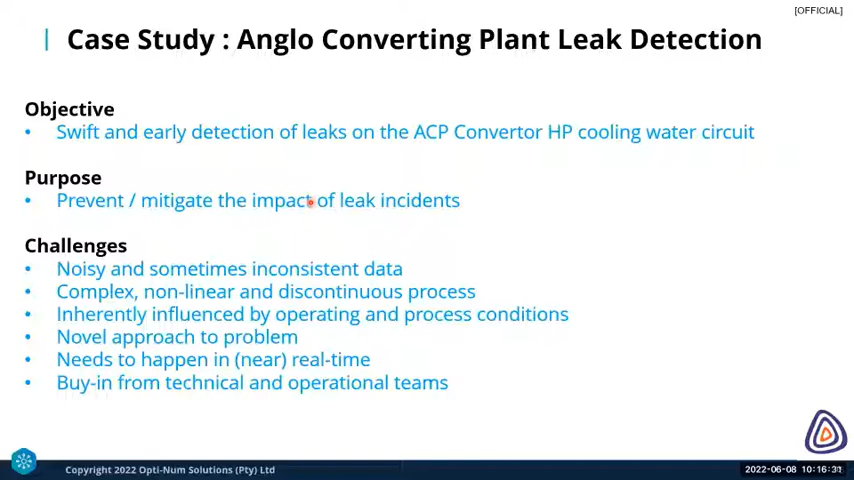 [OFFICIAL]
Case Study : Anglo Converting Plant Leak Detection
Objective
• Swift and early detection of leaks on the ACP Convertor HP cooling water circuit
Purpose
• Prevent / mitigate the impact of leak incidents
Challenges
• Noisy and sometimes inconsistent data
• Complex, non-linear and discontinuous process
• Inherently influenced by operating and process conditions
• Novel approach to problem
• Needs to happen in (near) real-time
• Buy-in from technical and operational teams
Copyright 2022 Opti-Num Solutions (Pty) Ltd
2022-06-08 10:16:31